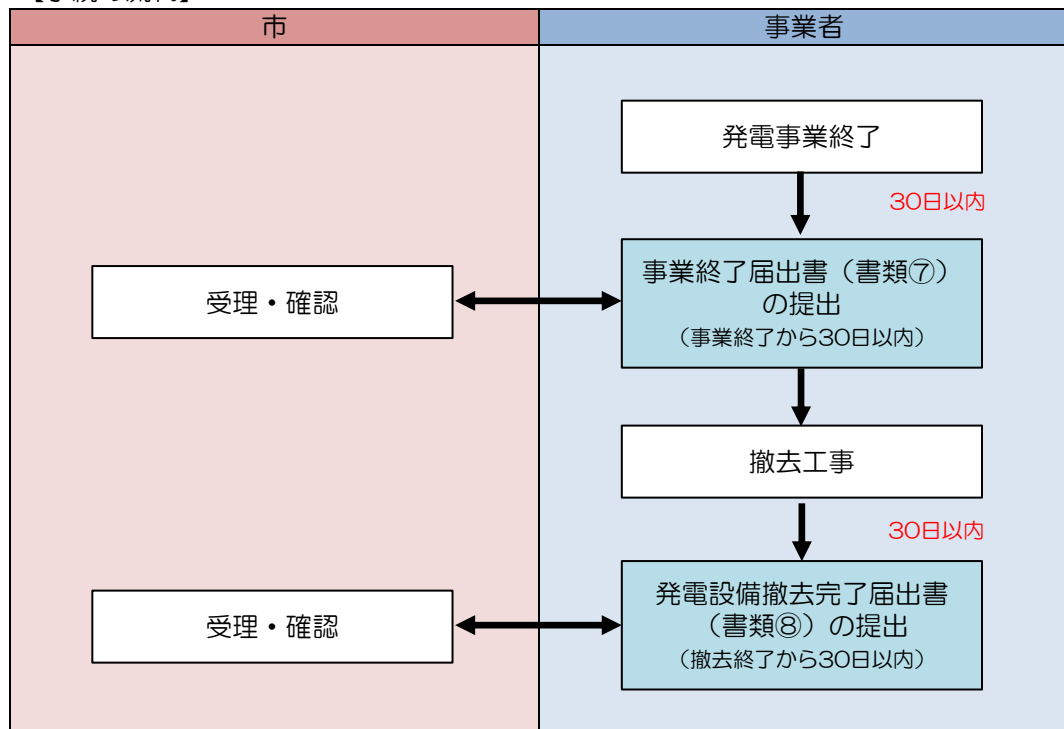 市
事業者
発電事業終了
30日以内
事業終了届出書（書類⑦）
の提出
（事業終了から30日以内）
受理・確認
撤去工事
30日以内
発電設備撤去完了届出書
（書類⑧）の提出
（撤去終了から30日以内）
受理・確認